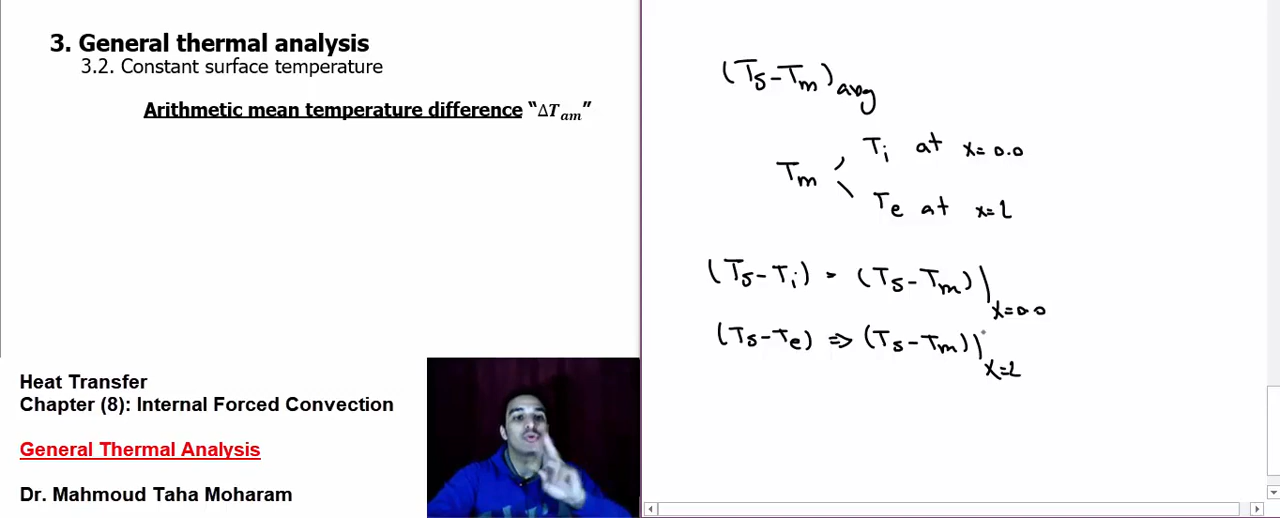 3. General thermal analysis
3.2. Constant surface temperature
Arithmetic mean temperature difference “ΔT_am”
Heat Transfer
Chapter (8): Internal Forced Convection
General Thermal Analysis
Dr. Mahmoud Taha Moharam
(Ts-Tm)avg
Tm
Ti at x=0.0
Te at x=L
(Ts-Ti) = (Ts-Tm)|x=0.0
(Ts-Te) => (Ts-Tm)|x=L